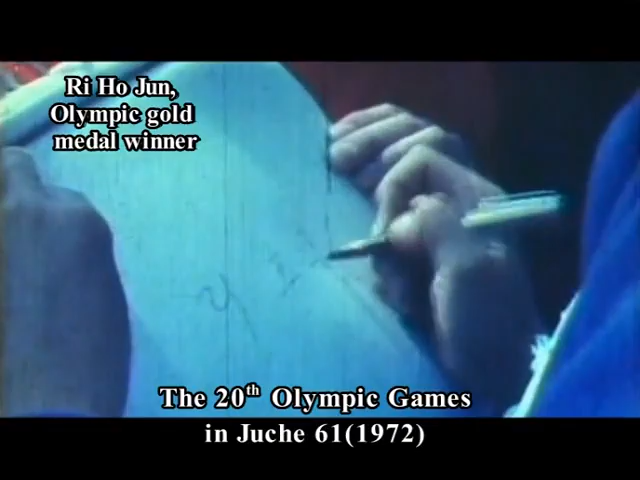 Ri Ho Jun,
Olympic gold
medal winner
The 20th Olympic Games
in Juche 61(1972)